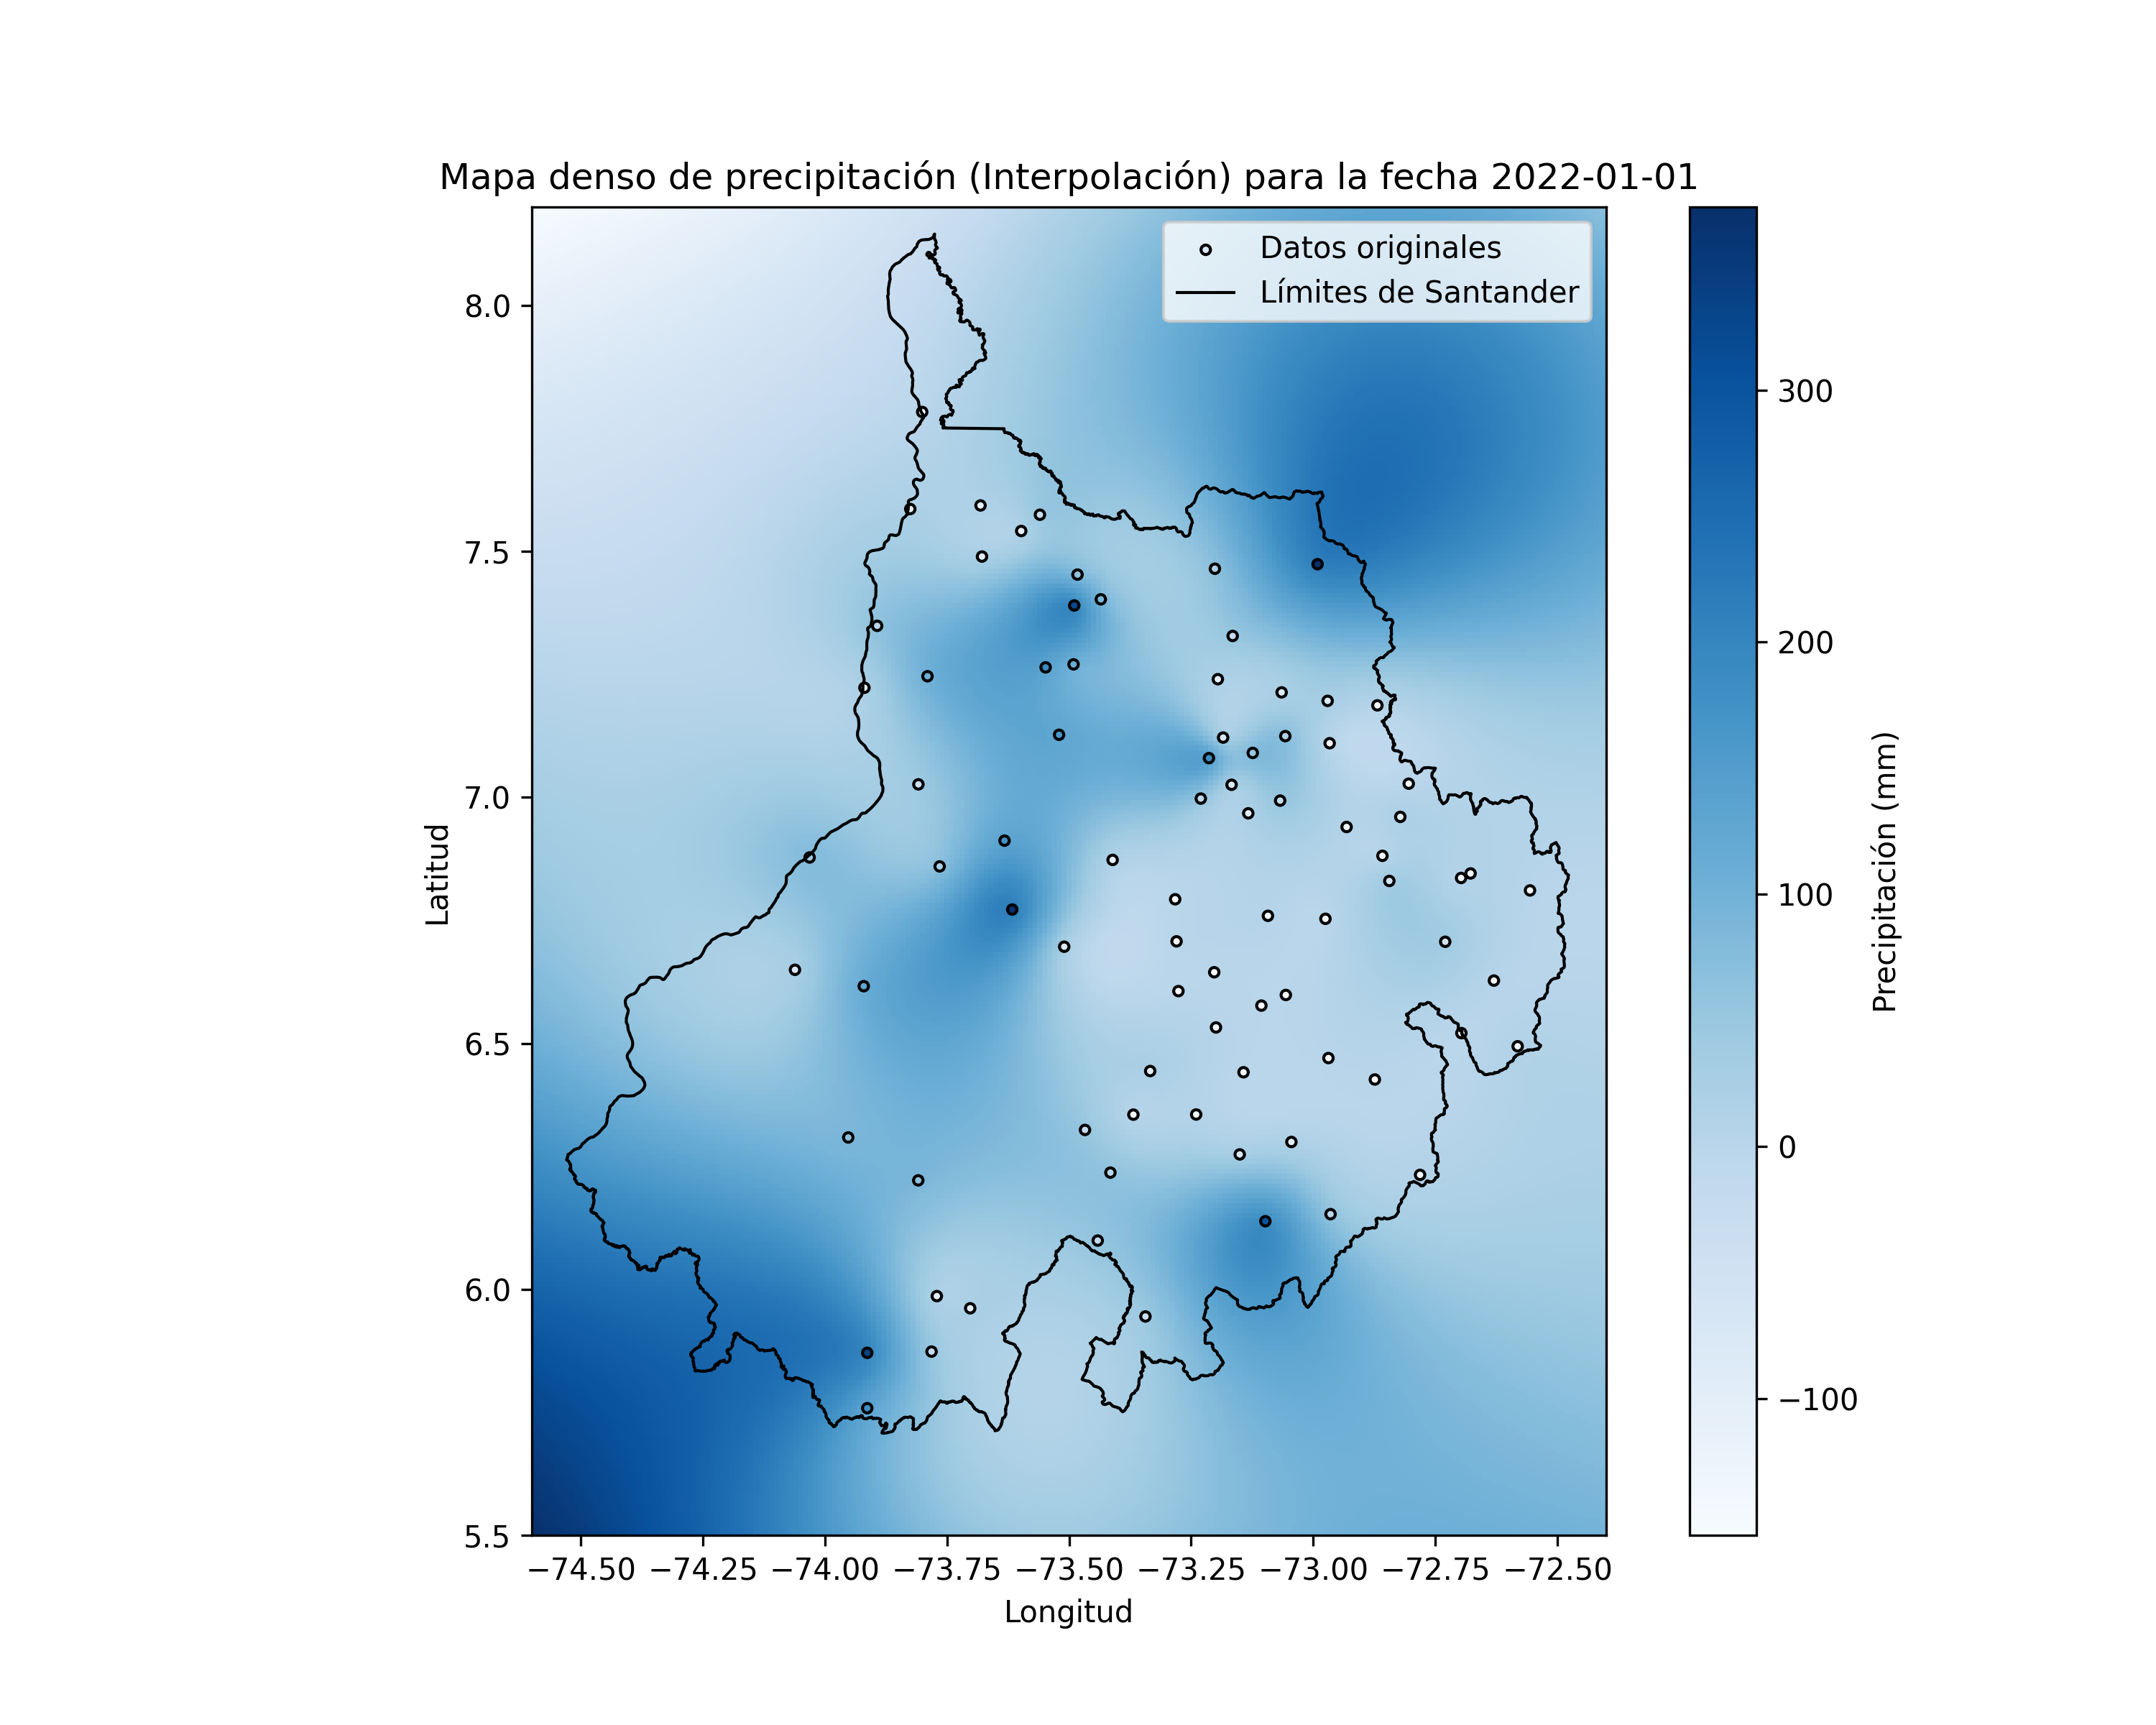 Mapa denso de precipitación (Interpolación) para la fecha 2022-01-01
Datos originales
Límites de Santander
8.0
7.5
7.0
6.5
6.0
5.5
Latitud
−74.50 −74.25 −74.00 −73.75 −73.50 −73.25 −73.00 −72.75 −72.50
Longitud
300
200
100
0
−100
Precipitación (mm)